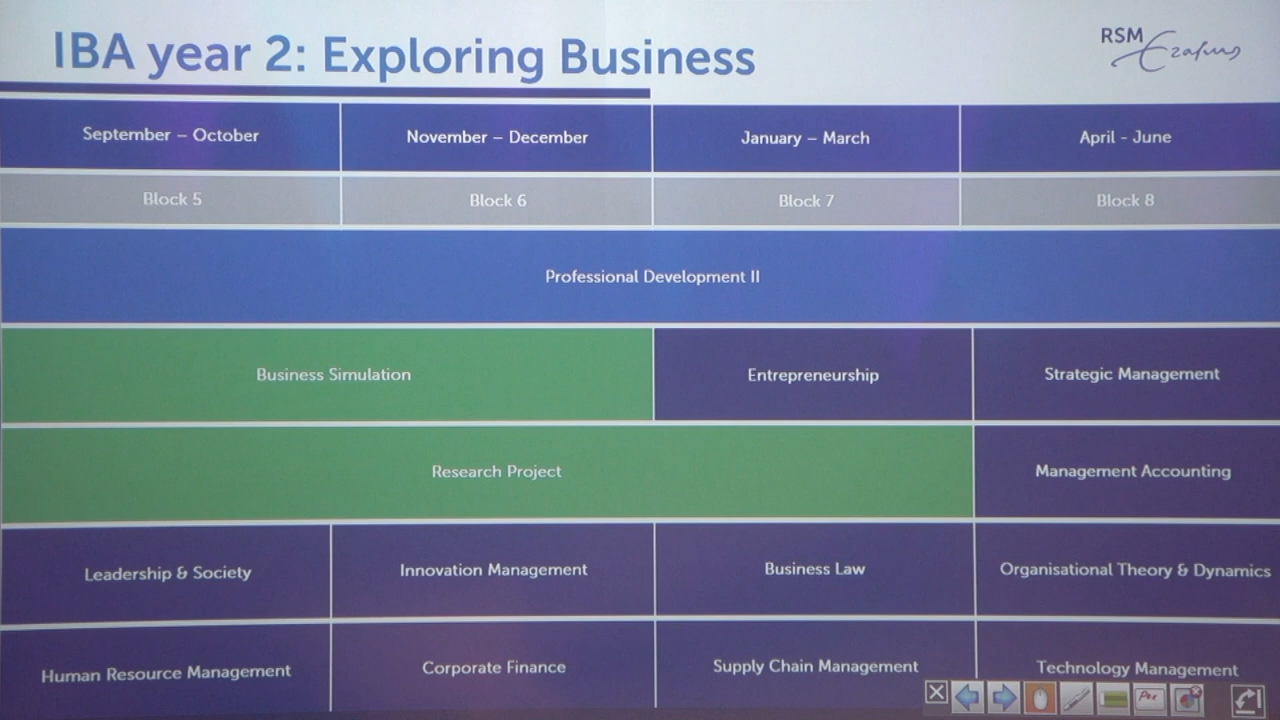 IBA year 2: Exploring Business
RSM
Erasmus
September – October
November – December
January – March
April - June
Block 5
Block 6
Block 7
Block 8
Professional Development II
Business Simulation
Entrepreneurship
Strategic Management
Research Project
Management Accounting
Leadership & Society
Innovation Management
Business Law
Organisational Theory & Dynamics
Human Resource Management
Corporate Finance
Supply Chain Management
Technology Management
Pen